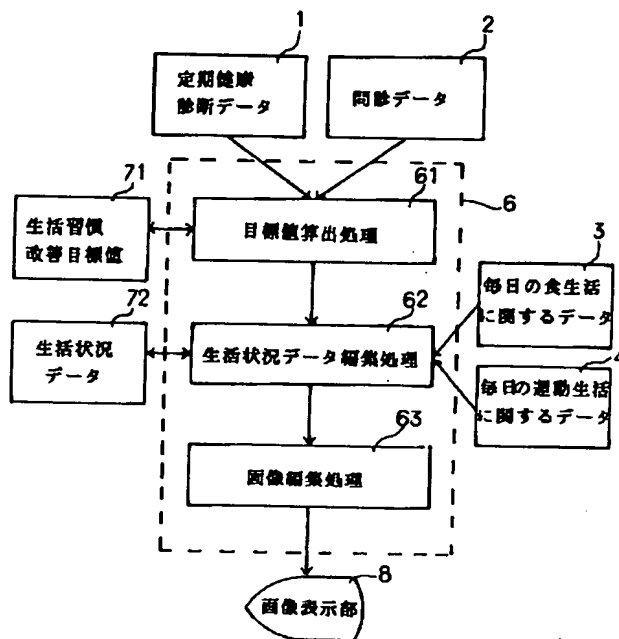 1
2
定期健康
診断データ
問診データ
71
61
6
生活習慣
改善目標値
目標値算出処理
3
72
62
毎日の食生活
に関するデータ
生活状況
データ
生活状況データ編集処理
4
毎日の運動生活
に関するデータ
63
画像編集処理
8
画像表示部